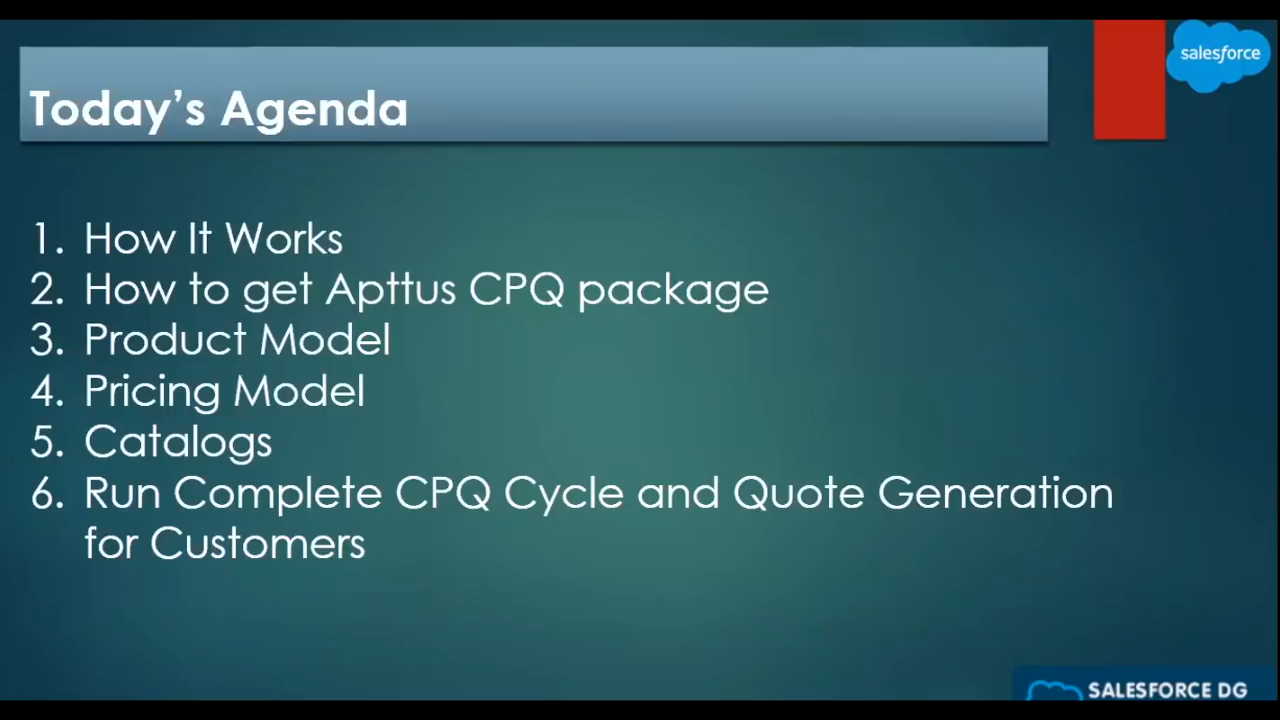 salesforce
Today's Agenda
1. How It Works
2. How to get Apttus CPQ package
3. Product Model
4. Pricing Model
5. Catalogs
6. Run Complete CPQ Cycle and Quote Generation
for Customers
SALESFORCE DG